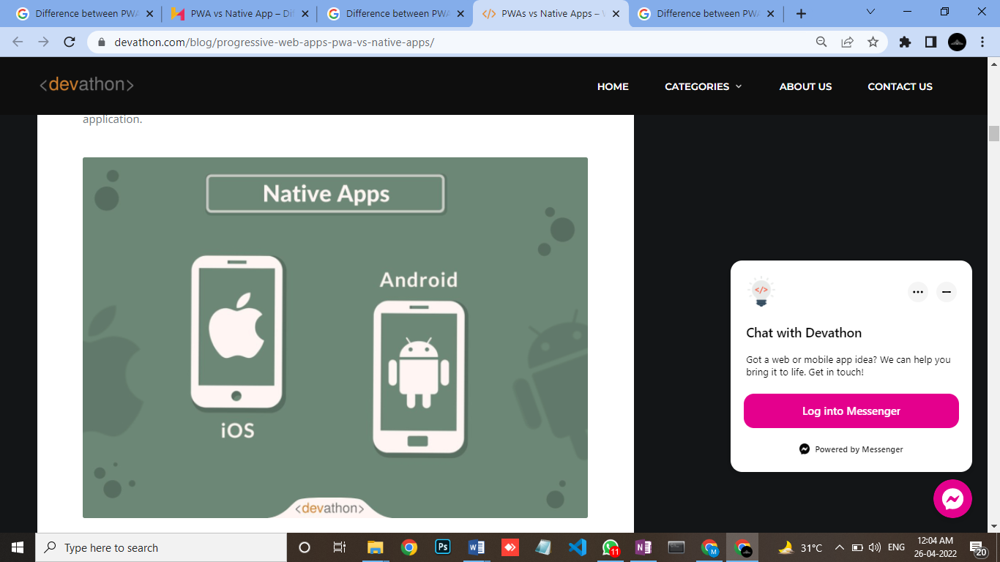 Difference between PWA
PWA vs Native App – Di
Difference between PWA
PWAs vs Native Apps –
Difference between PWA
devathon.com/blog/progressive-web-apps-pwa-vs-native-apps/
<devathon>
HOME
CATEGORIES
ABOUT US
CONTACT US
application.
Native Apps
Android
iOS
<devathon>
</>
Chat with Devathon
Got a web or mobile app idea? We can help you
bring it to life. Get in touch!
Log into Messenger
Powered by Messenger
Type here to search
Ps
W
11
N
M
31°C
ENG
12:04 AM
26-04-2022
20